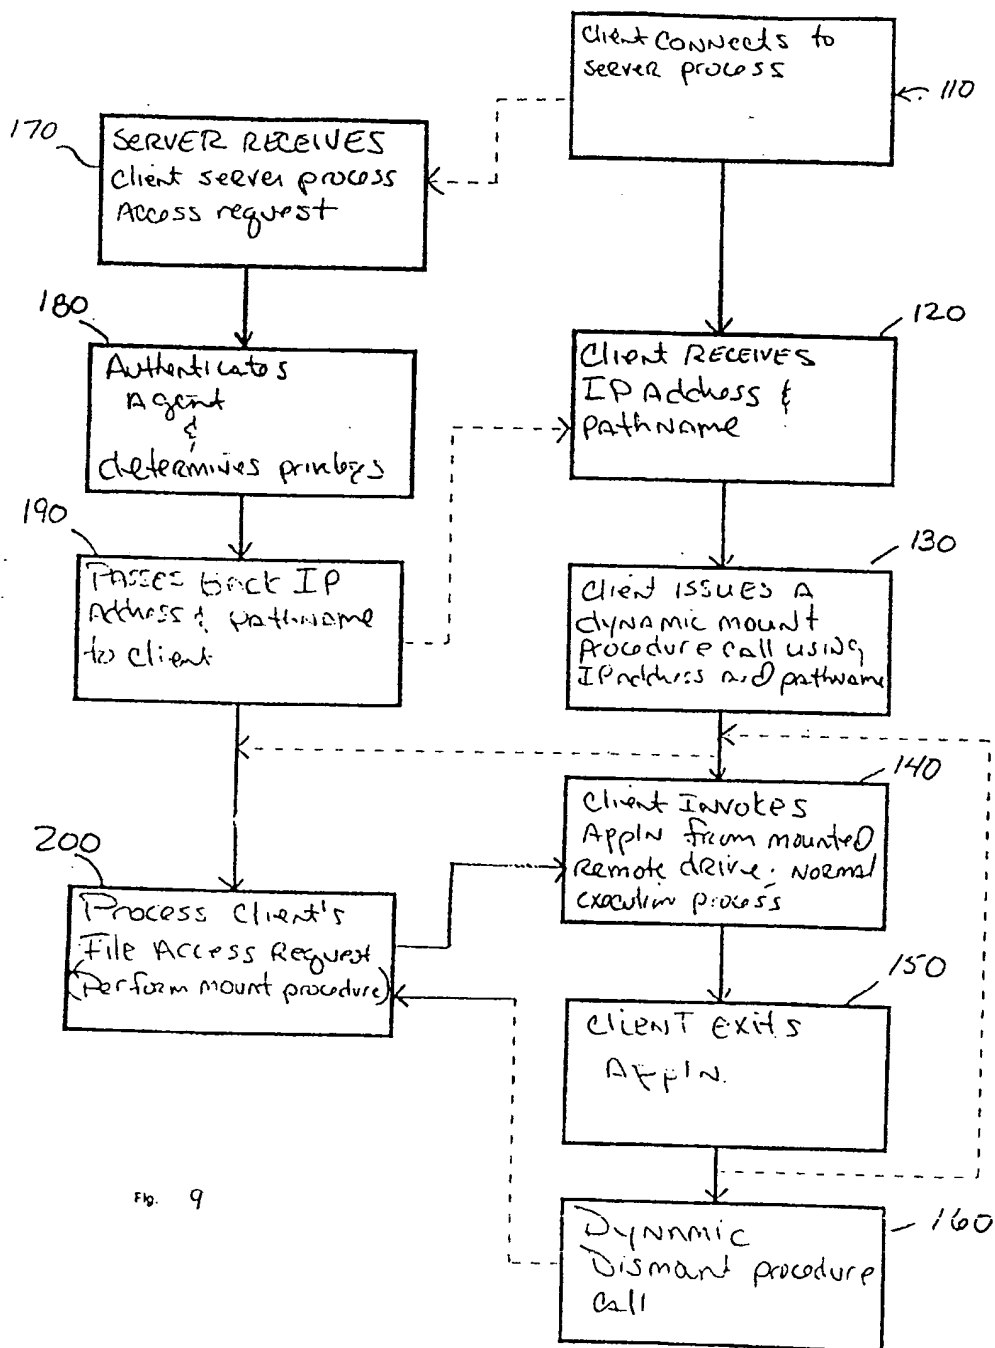 Client CONNECTS to
server process
110
170
SERVER RECEIVES
Client server process
Access request
180
Authenticates
Agent
&
determines privleges
120
Client RECEIVES
IP Address &
PATHNAME
190
PASSES back IP
Address & pathname
to client
130
Client ISSUES A
dynamic mount
Procedure call using
IP address and pathname
140
Client Invokes
Appln from mounted
Remote drive. Normal
execution process
200
Process Client's
File Access Request
(Perform mount procedure)
150
Client Exits
Appln.
160
Dynamic
Dismant procedure
call
FIG. 9